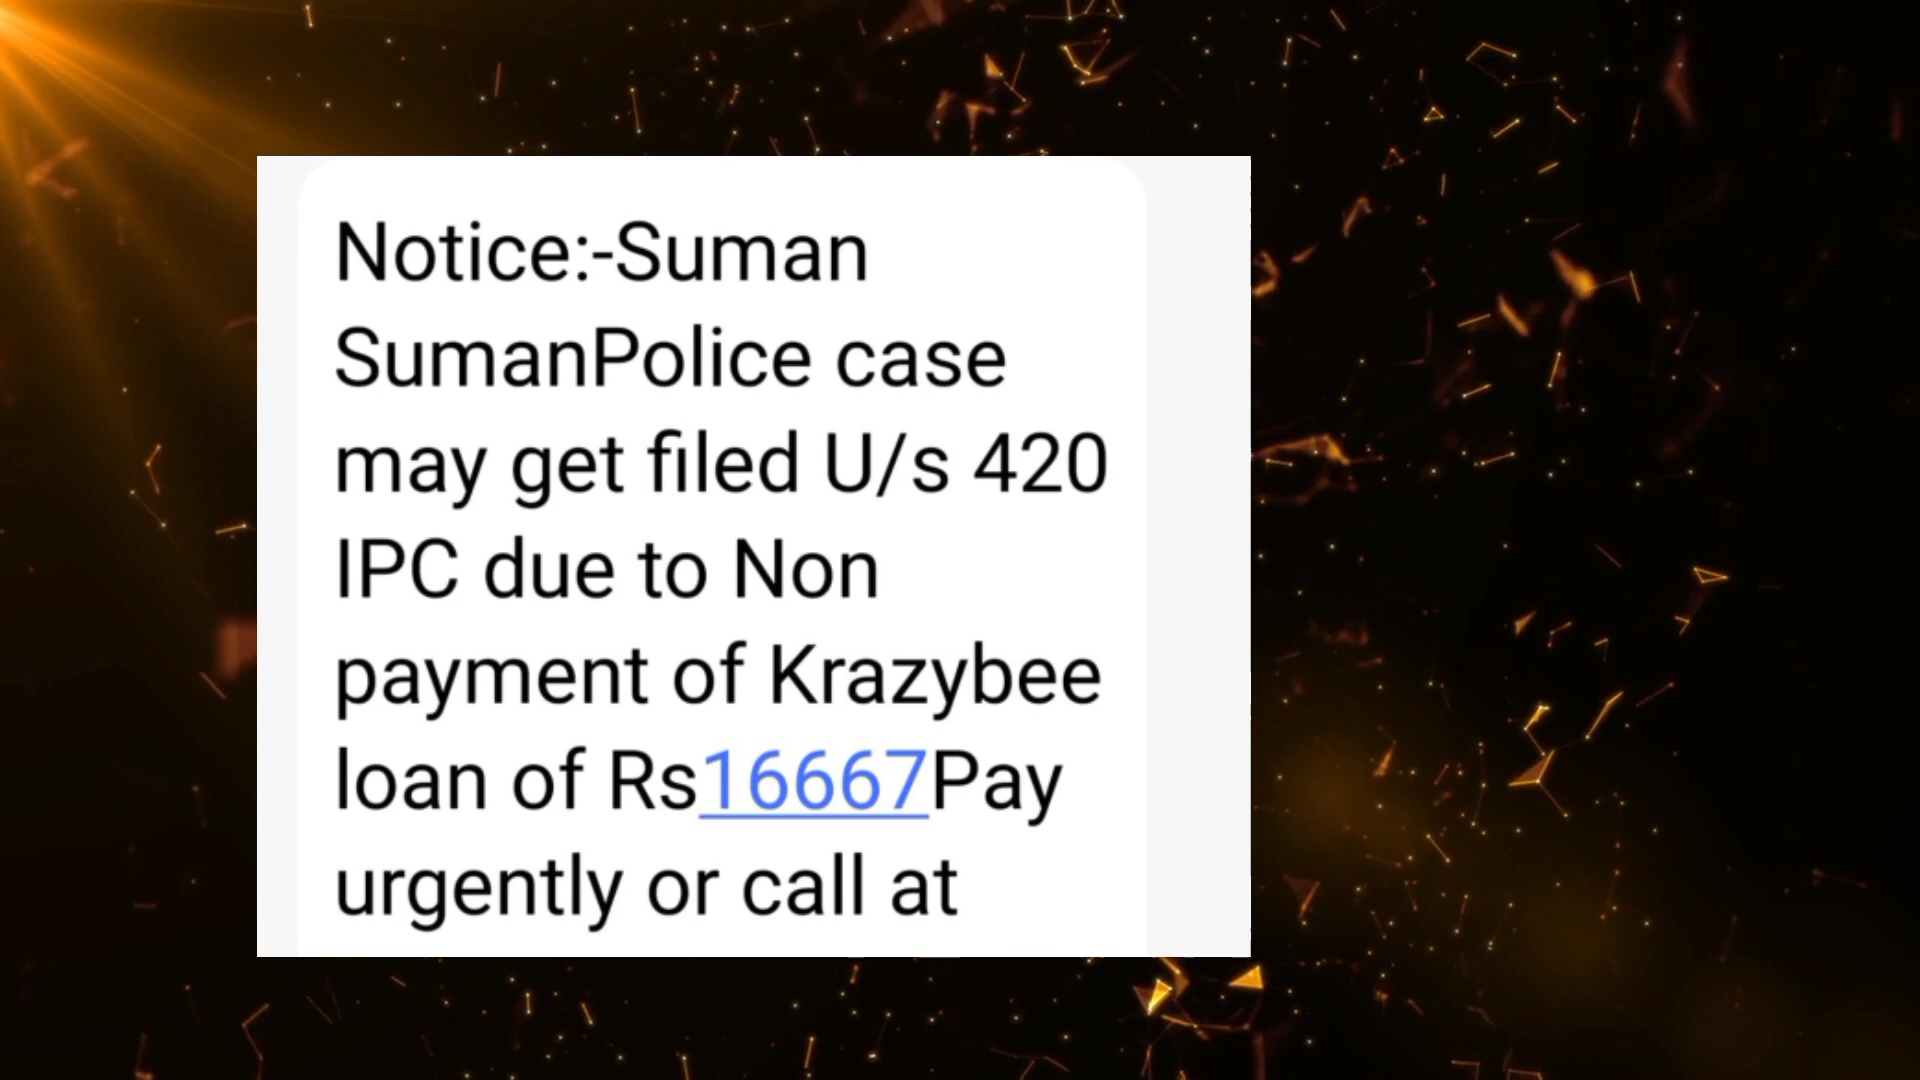 Notice:-Suman
SumanPolice case
may get filed U/s 420
IPC due to Non
payment of Krazybee
loan of Rs16667Pay
urgently or call at